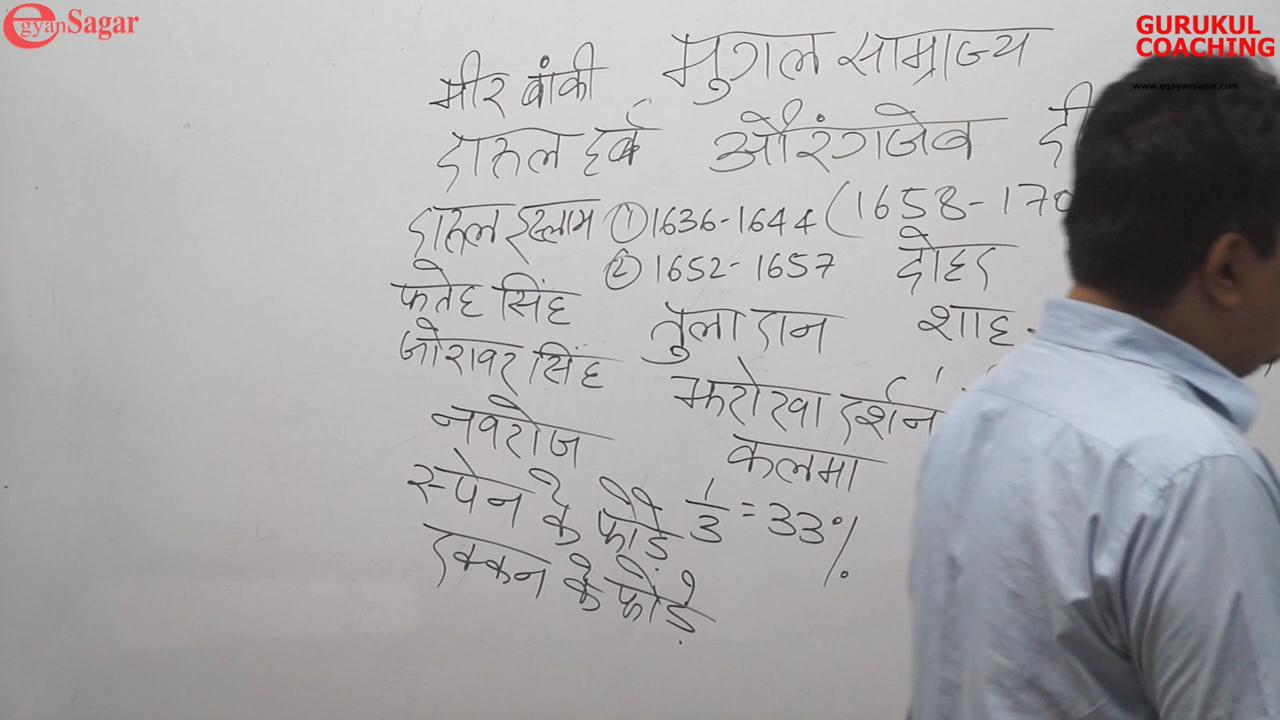 egyanSagar
GURUKUL
COACHING
www.egayansagar.com
मुगल साम्राज्य
मीर बांकी
दारुल हर्ब औरंगजेब दी
दारुल इस्लाम ① 1636-1644 (1658-170
② 1652-1657 दोहद
फतेह सिंह तुलादान शाह
जोरावर सिंह झरोखा दर्शन
नवरोज कलमा
स्पेन के फोड़े 1/3 = 33%
दक्कन के फोड़े